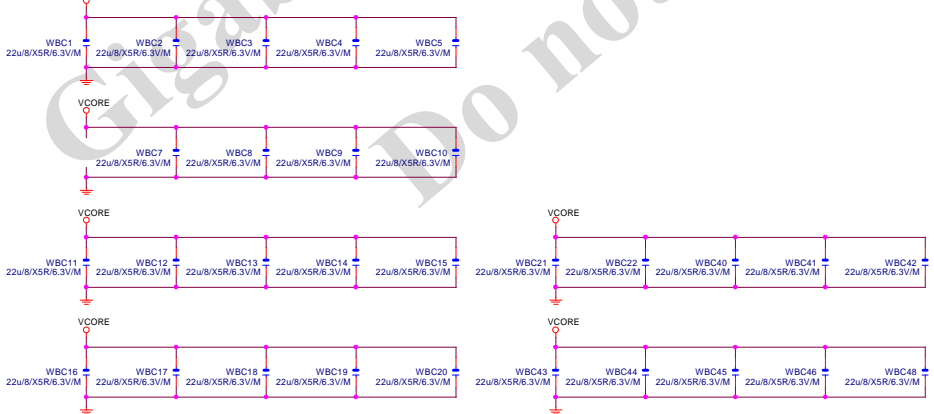 WBC1 WBC2 WBC3 WBC4 WBC5
22u/8/X5R/6.3V/M 22u/8/X5R/6.3V/M 22u/8/X5R/6.3V/M 22u/8/X5R/6.3V/M 22u/8/X5R/6.3V/M
VCORE
WBC7 WBC8 WBC9 WBC10
22u/8/X5R/6.3V/M 22u/8/X5R/6.3V/M 22u/8/X5R/6.3V/M 22u/8/X5R/6.3V/M
VCORE VCORE
WBC11 WBC12 WBC13 WBC14 WBC15 WBC21 WBC22 WBC40 WBC41 WBC42
22u/8/X5R/6.3V/M 22u/8/X5R/6.3V/M 22u/8/X5R/6.3V/M 22u/8/X5R/6.3V/M 22u/8/X5R/6.3V/M 22u/8/X5R/6.3V/M 22u/8/X5R/6.3V/M 22u/8/X5R/6.3V/M 22u/8/X5R/6.3V/M 22u/8/X5R/6.3V/M
VCORE VCORE
WBC16 WBC17 WBC18 WBC19 WBC20 WBC43 WBC44 WBC45 WBC46 WBC48
22u/8/X5R/6.3V/M 22u/8/X5R/6.3V/M 22u/8/X5R/6.3V/M 22u/8/X5R/6.3V/M 22u/8/X5R/6.3V/M 22u/8/X5R/6.3V/M 22u/8/X5R/6.3V/M 22u/8/X5R/6.3V/M 22u/8/X5R/6.3V/M 22u/8/X5R/6.3V/M
Do not